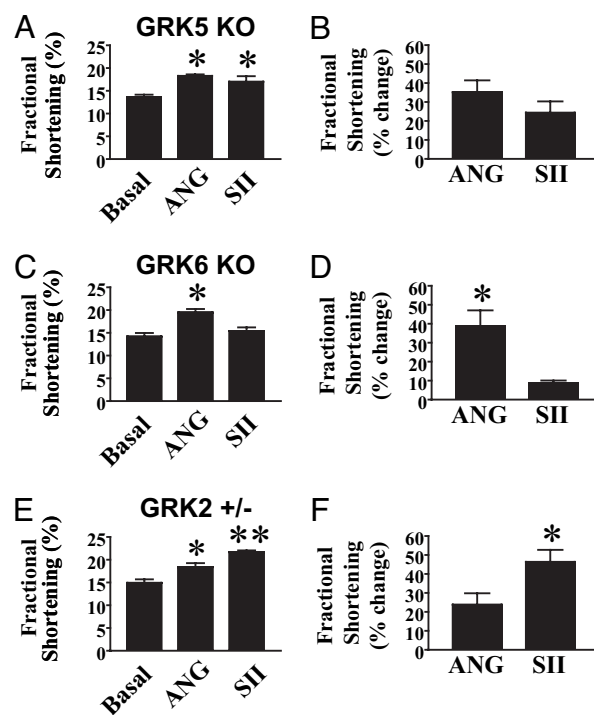 A GRK5 KO
Fractional
Shortening (%)
25
20
15
10
5
0
* *
Basal ANG SII
B
Fractional
Shortening
(% change)
60
50
40
30
20
10
0
ANG SII
C GRK6 KO
Fractional
Shortening (%)
25
20
15
10
5
0
*
Basal ANG SII
D
Fractional
Shortening
(% change)
60
50
40
30
20
10
0
*
ANG SII
E GRK2 +/-
Fractional
Shortening (%)
25
20
15
10
5
0
* **
Basal ANG SII
F
Fractional
Shortening
(% change)
60
50
40
30
20
10
0
*
ANG SII